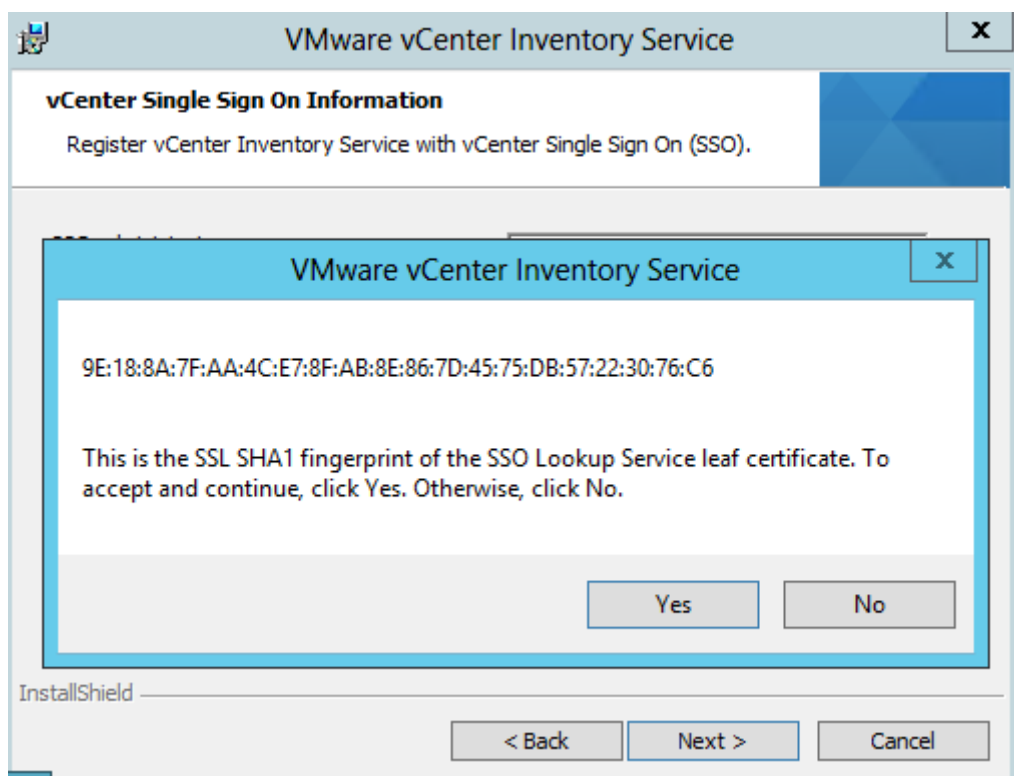 VMware vCenter Inventory Service
x
vCenter Single Sign On Information
Register vCenter Inventory Service with vCenter Single Sign On (SSO).
VMware vCenter Inventory Service
x
9E:18:8A:7F:AA:4C:E7:8F:AB:8E:86:7D:45:75:DB:57:22:30:76:C6
This is the SSL SHA1 fingerprint of the SSO Lookup Service leaf certificate. To
accept and continue, click Yes. Otherwise, click No.
Yes No
InstallShield
< Back Next > Cancel